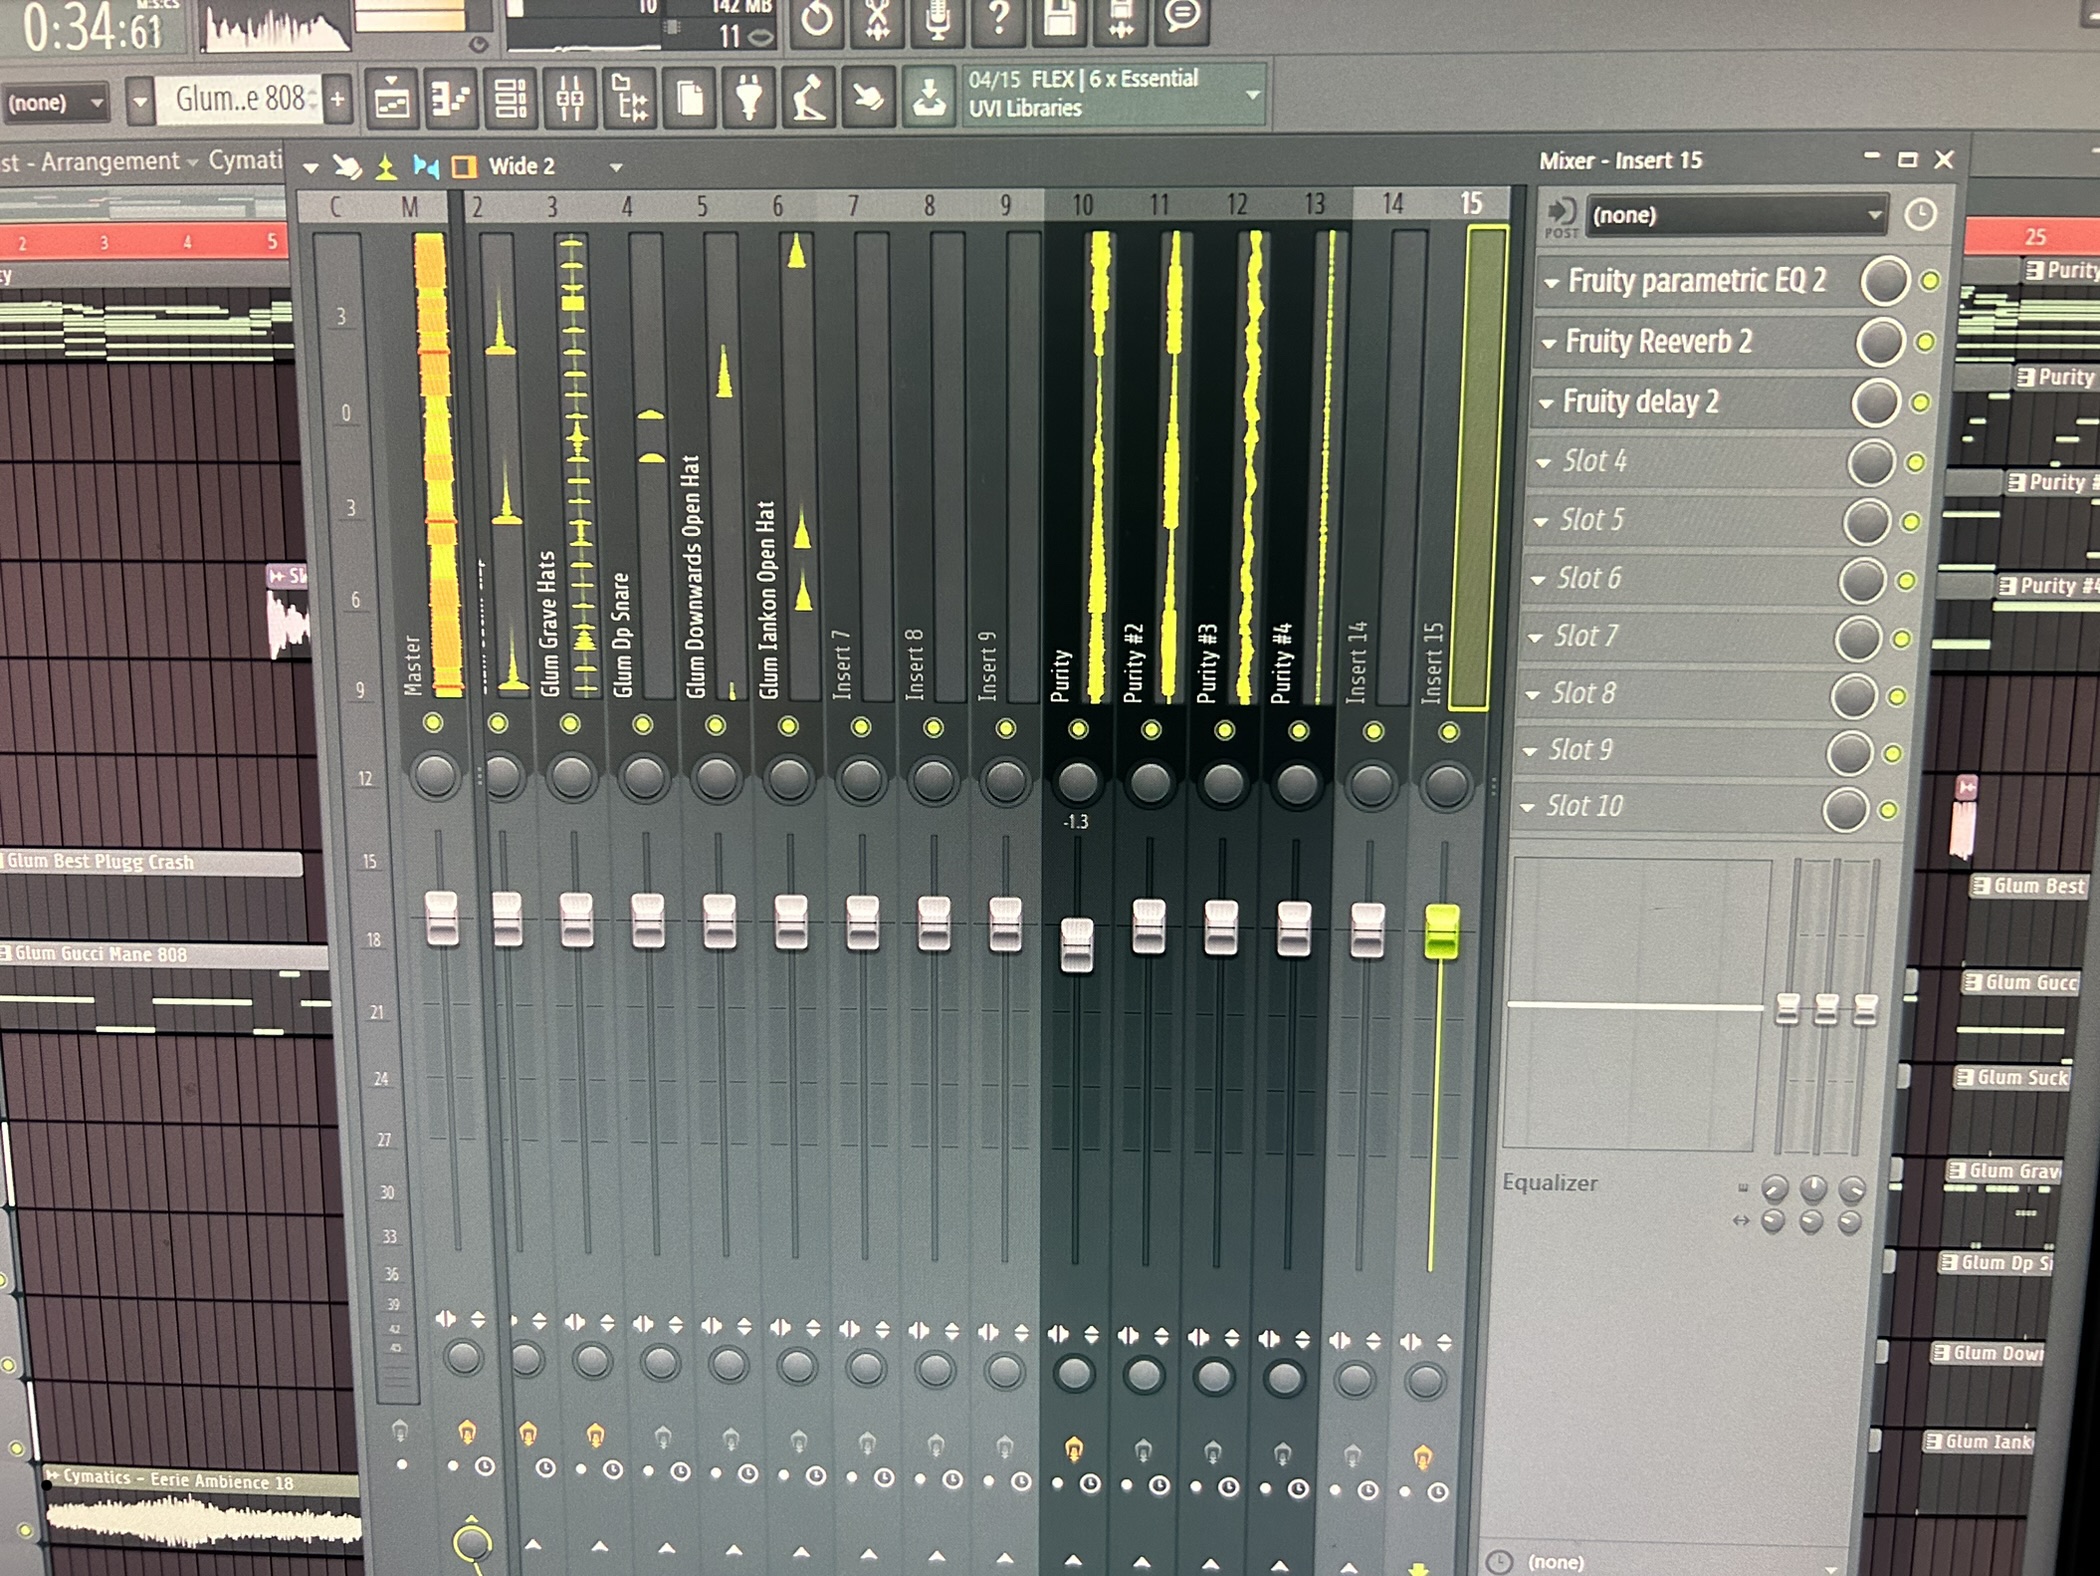 0:34:61
M:S:CS
10
142 MB
11
(none)
Glum..e 808
+
04/15 FLEX | 6 x Essential
UVI Libraries
st - Arrangement
Cymati
Wide 2
Mixer - Insert 15
C M 2 3 4 5 6 7 8 9 10 11 12 13 14 15
POST
(none)
2 3 4 5
25
Fruity parametric EQ 2
Fruity Reeverb 2
Fruity delay 2
Slot 4
Slot 5
Slot 6
Slot 7
Slot 8
Slot 9
Slot 10
3
0
3
6
9
12
15
18
21
24
27
30
33
36
39
42
45
Master
Glum Grave Hats
Glum Dp Snare
Glum Downwards Open Hat
Glum Iankon Open Hat
Insert 7
Insert 8
Insert 9
Purity
Purity #2
Purity #3
Purity #4
Insert 14
Insert 15
-1.3
Equalizer
(none)
Glum Best Plugg Crash
Glum Gucci Mane 808
Cymatics - Eerie Ambience 18
Purity
Purity
Purity #
Purity #4
Glum Best
Glum Gucc
Glum Suck
Glum Grav
Glum Dp S
Glum Down
Glum Iank